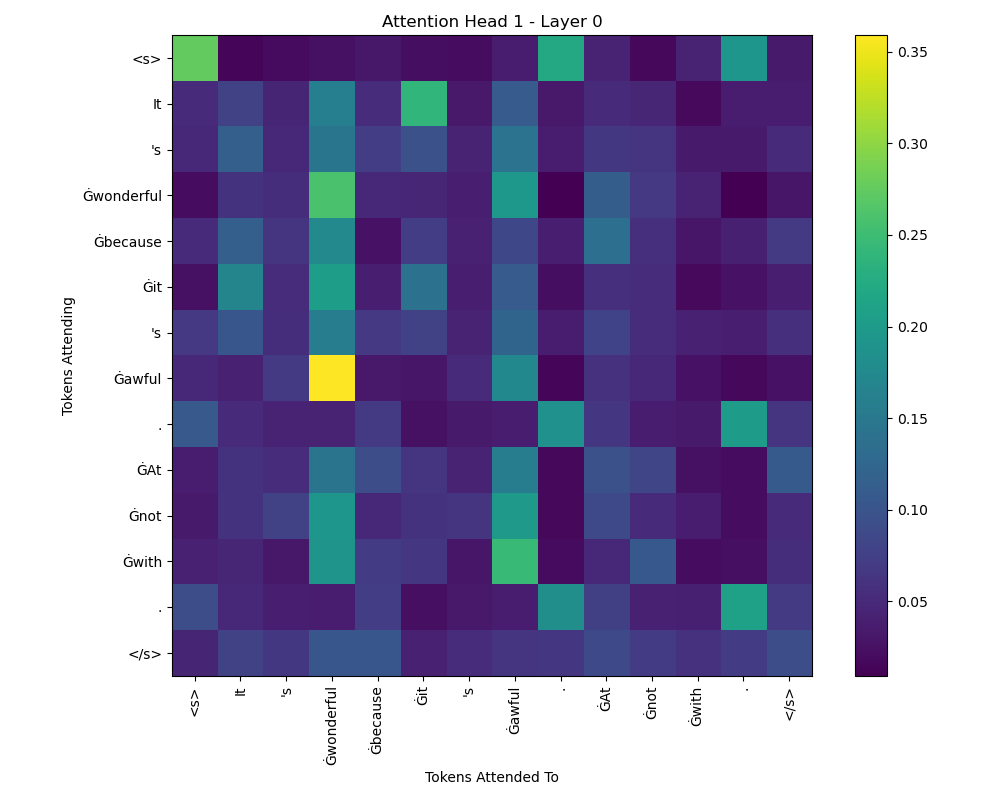 Attention Head 1 - Layer 0
<s>
It
's
Ġwonderful
Ġbecause
Ġit
's
Ġawful
.
ĠAt
Ġnot
Ġwith
.
</s>
Tokens Attending
<s>
It
's
Ġwonderful
Ġbecause
Ġit
's
Ġawful
.
ĠAt
Ġnot
Ġwith
.
</s>
Tokens Attended To
0.35
0.30
0.25
0.20
0.15
0.10
0.05